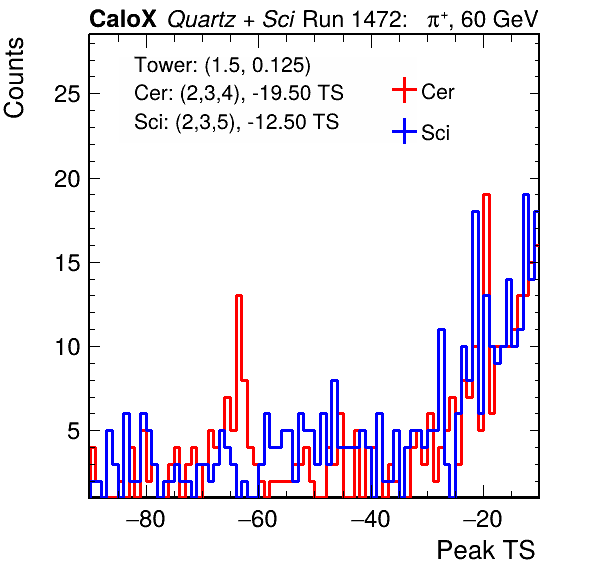 CaloX Quartz + Sci Run 1472: π⁺, 60 GeV
Counts
Tower: (1.5, 0.125)
Cer: (2,3,4), -19.50 TS
Sci: (2,3,5), -12.50 TS
Cer
Sci
25
20
15
10
5
−80 −60 −40 −20
Peak TS